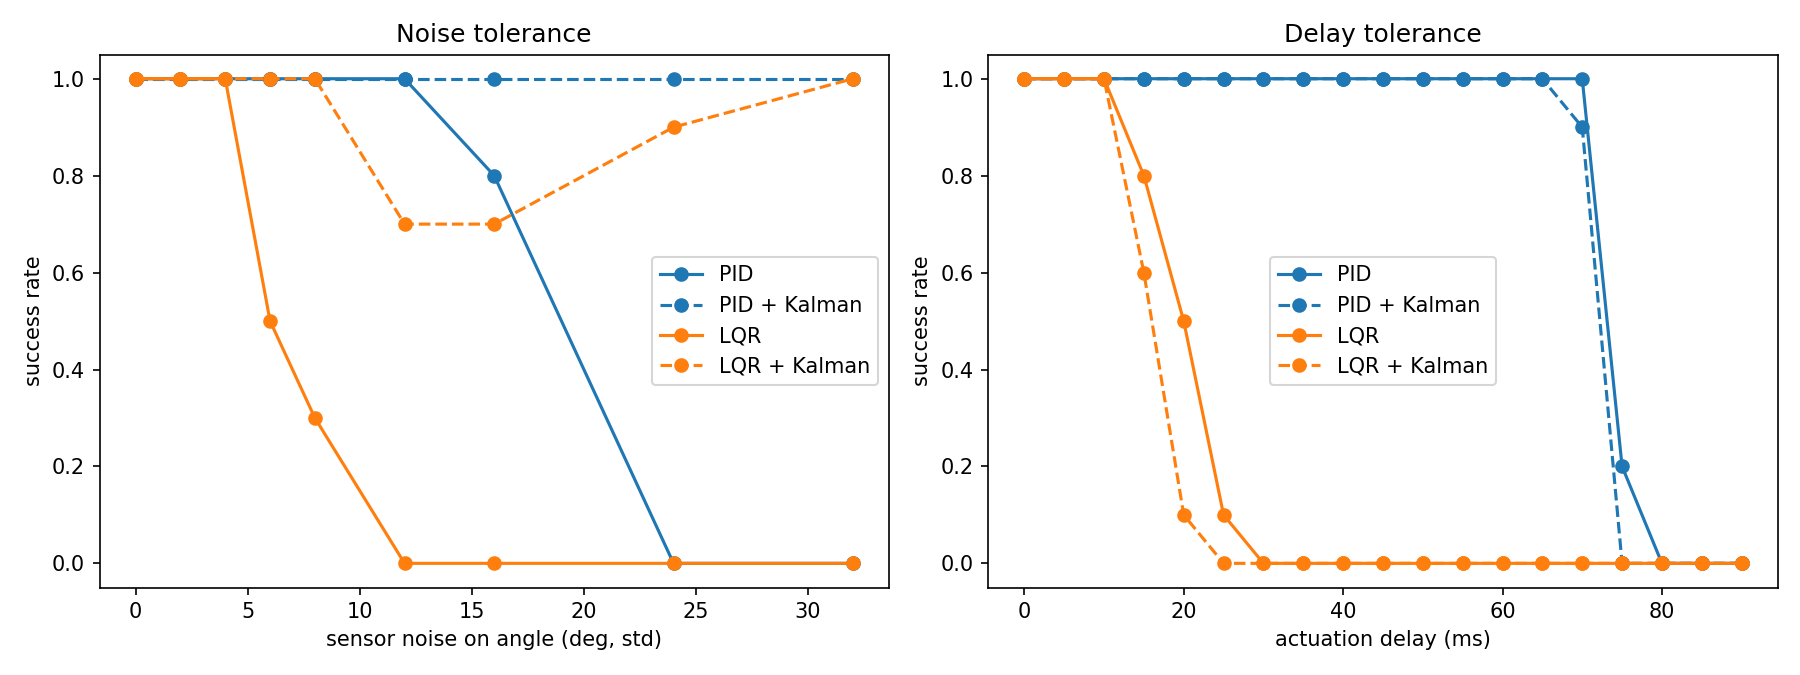 Noise tolerance
1.0
0.8
0.6
0.4
0.2
0.0
success rate
PID
PID + Kalman
LQR
LQR + Kalman
0 5 10 15 20 25 30
sensor noise on angle (deg, std)
Delay tolerance
1.0
0.8
0.6
0.4
0.2
0.0
success rate
PID
PID + Kalman
LQR
LQR + Kalman
0 20 40 60 80
actuation delay (ms)